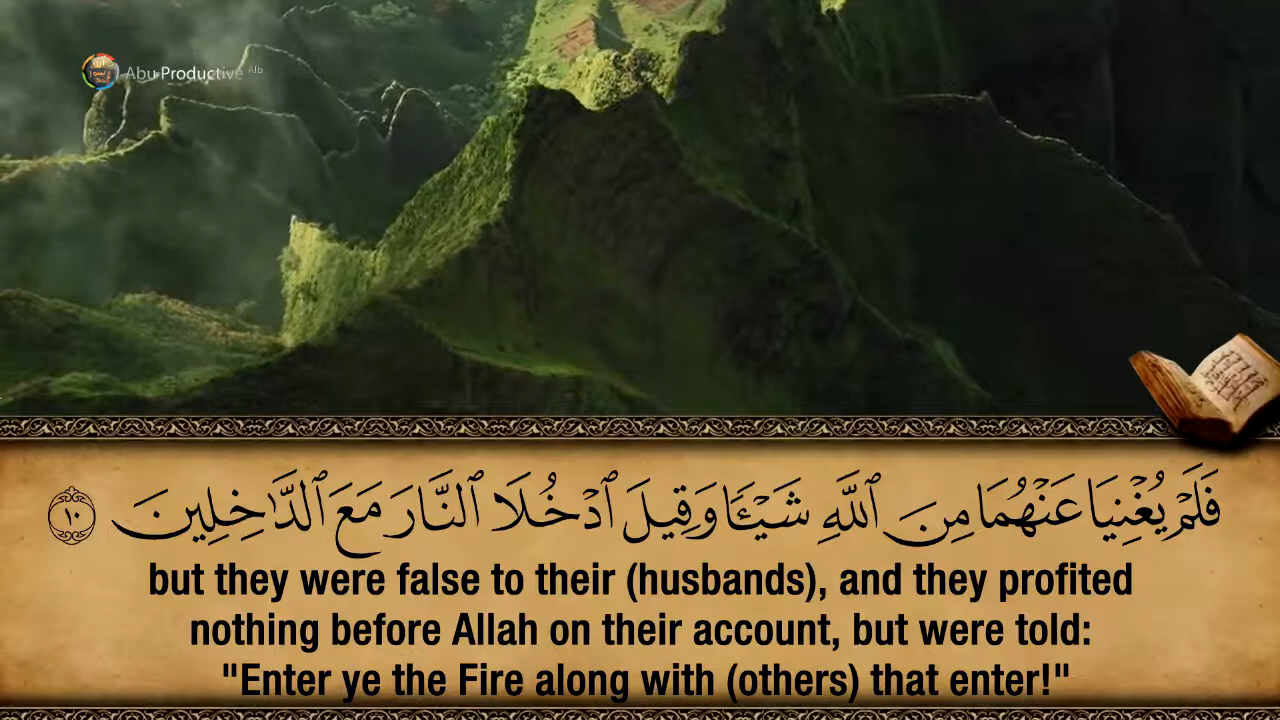 Abu Productive Alb
فَلَمْ يُغْنِيَا عَنْهُمَا مِنَ ٱللَّهِ شَيْـًٔا وَقِيلَ ٱدْخُلَا ٱلنَّارَ مَعَ ٱلدَّٰخِلِينَ ١٠
but they were false to their (husbands), and they profited
nothing before Allah on their account, but were told:
"Enter ye the Fire along with (others) that enter!"